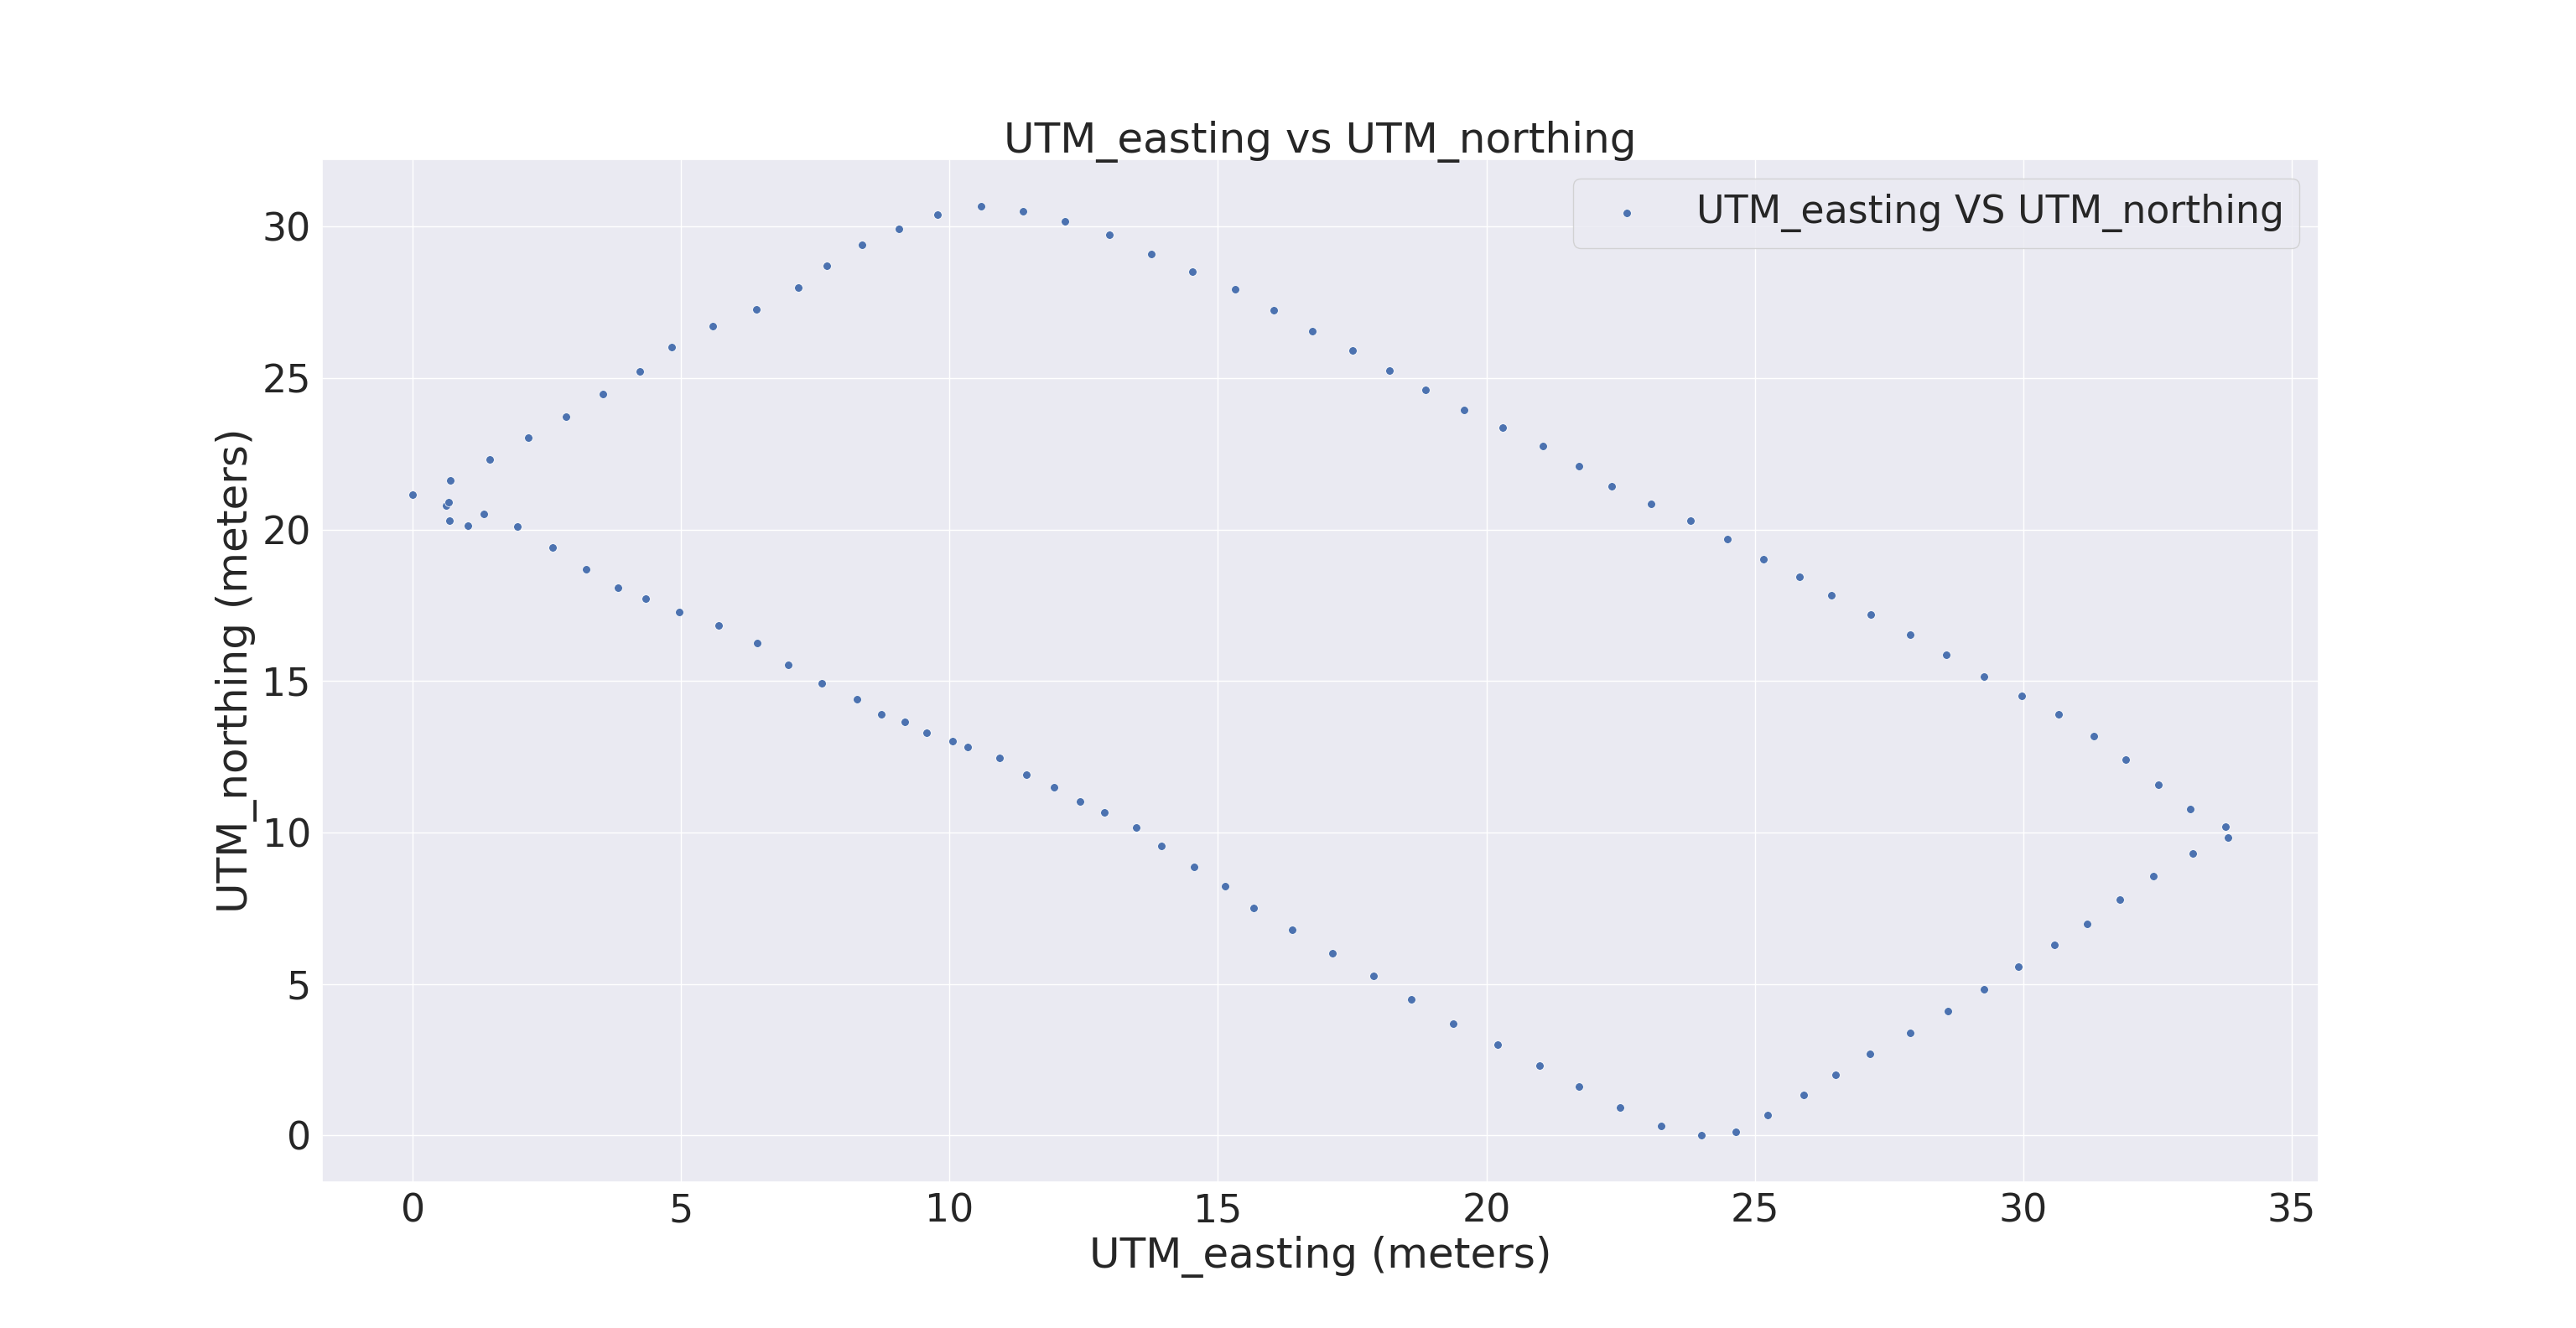 UTM_easting vs UTM_northing
UTM_easting VS UTM_northing
30
25
20
15
10
5
0
UTM_northing (meters)
0 5 10 15 20 25 30 35
UTM_easting (meters)